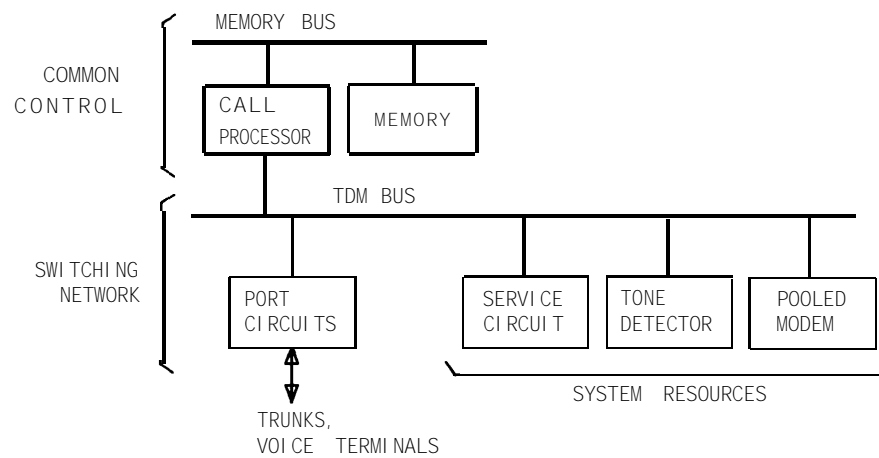 MEMORY BUS
COMMON
CONTROL
CALL
PROCESSOR
MEMORY
TDM BUS
SWITCHING
NETWORK
PORT
CIRCUITS
SERVICE
CIRCUIT
TONE
DETECTOR
POOLED
MODEM
SYSTEM RESOURCES
TRUNKS,
VOICE TERMINALS